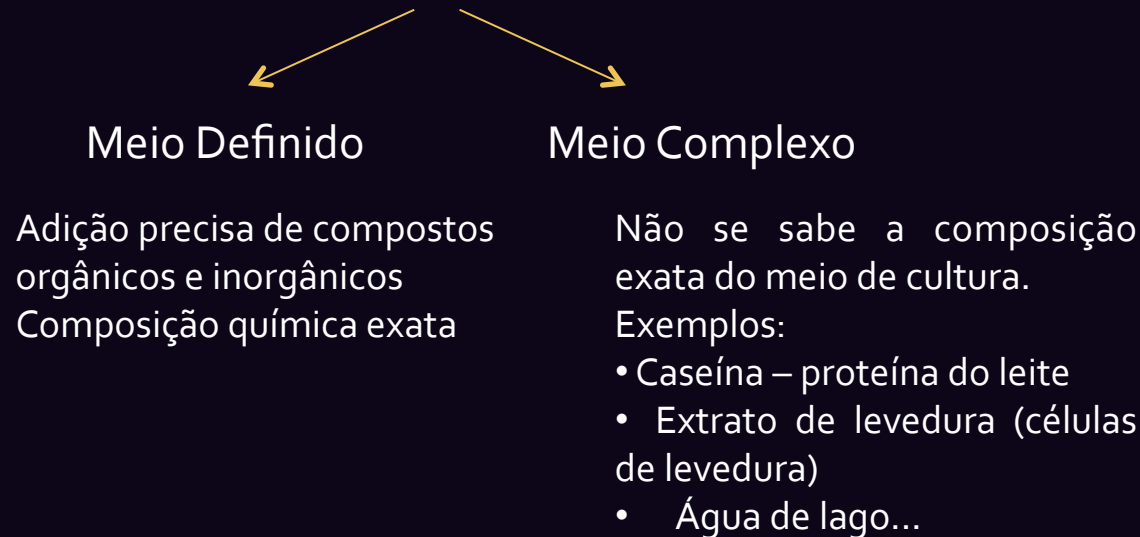 Meio Definido
Adição precisa de compostos
orgânicos e inorgânicos
Composição química exata
Meio Complexo
Não se sabe a composição
exata do meio de cultura.
Exemplos:
• Caseína – proteína do leite
• Extrato de levedura (células
de levedura)
• Água de lago...